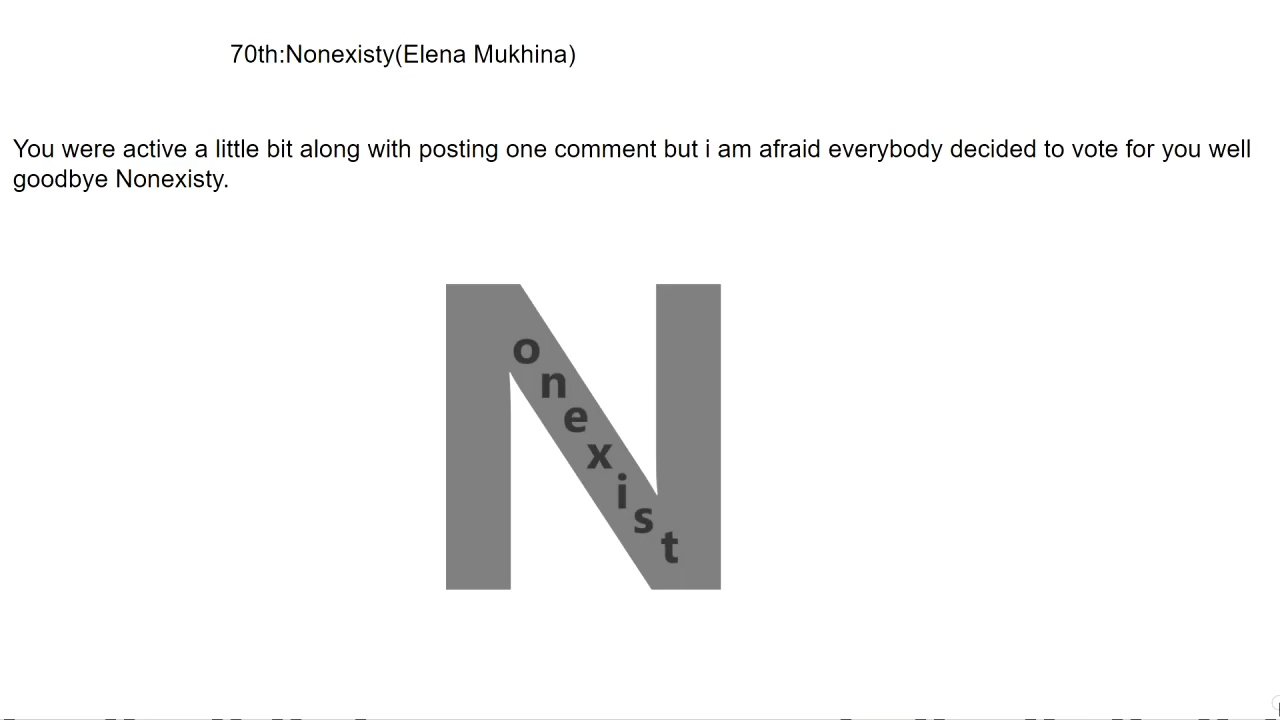 70th:Nonexisty(Elena Mukhina)
You were active a little bit along with posting one comment but i am afraid everybody decided to vote for you well
goodbye Nonexisty.
Nonexist